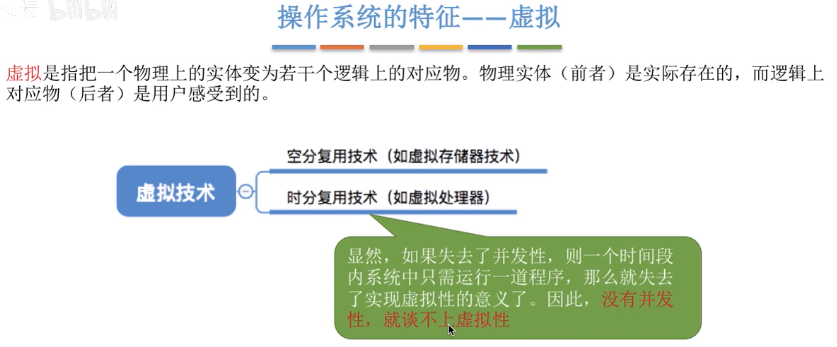 bilibili
操作系统的特征——虚拟
虚拟是指把一个物理上的实体变为若干个逻辑上的对应物。物理实体（前者）是实际存在的，而逻辑上
对应物（后者）是用户感受到的。
空分复用技术（如虚拟存储器技术）
虚拟技术
时分复用技术（如虚拟处理器）
显然，如果失去了并发性，则一个时间段
内系统中只需运行一道程序，那么就失去
了实现虚拟性的意义了。因此，没有并发
性，就谈不上虚拟性